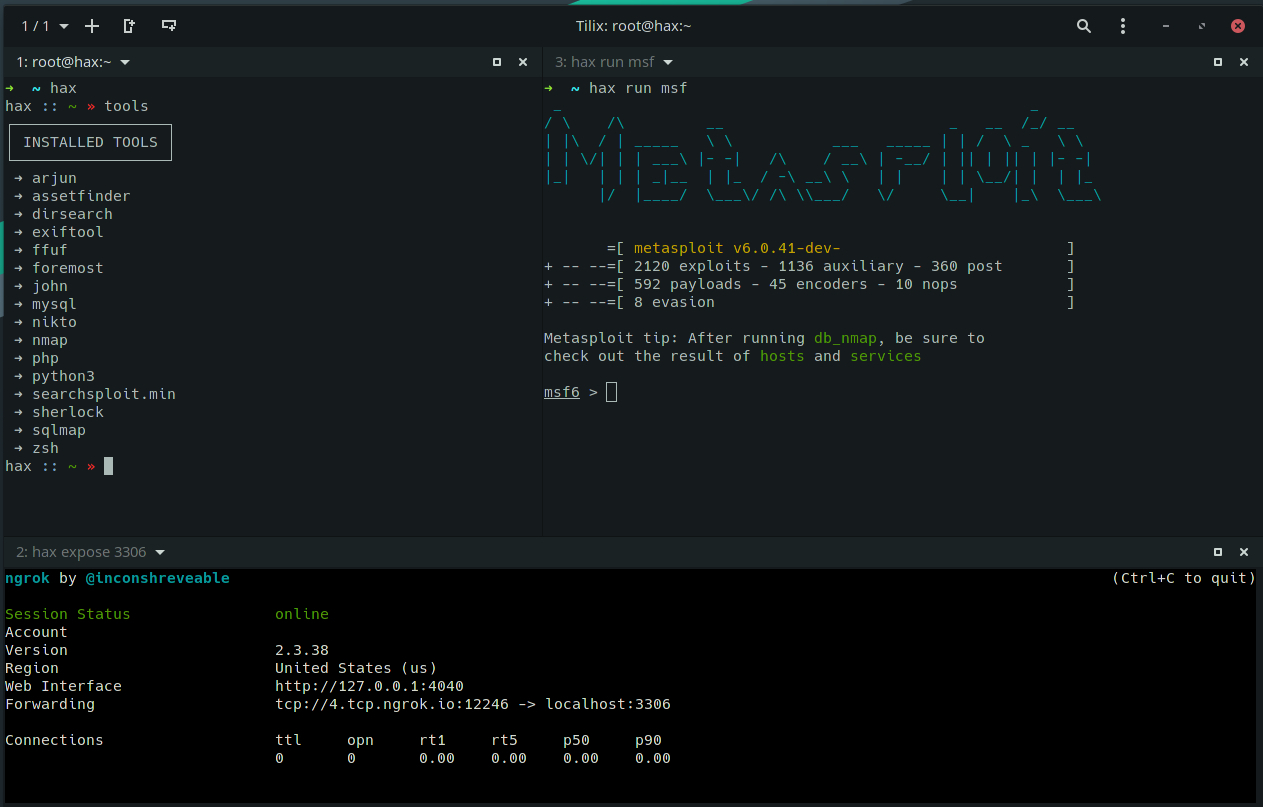 1 / 1
Tilix: root@hax:~
1: root@hax:~
➜ ~ hax
hax :: ~ » tools
INSTALLED TOOLS
➜ arjun
➜ assetfinder
➜ dirsearch
➜ exiftool
➜ ffuf
➜ foremost
➜ john
➜ mysql
➜ nikto
➜ nmap
➜ php
➜ python3
➜ searchsploit.min
➜ sherlock
➜ sqlmap
➜ zsh
hax :: ~ »
3: hax run msf
➜ ~ hax run msf
METASPLOIT
=[ metasploit v6.0.41-dev- ]
+ -- --=[ 2120 exploits - 1136 auxiliary - 360 post ]
+ -- --=[ 592 payloads - 45 encoders - 10 nops ]
+ -- --=[ 8 evasion ]
Metasploit tip: After running db_nmap, be sure to
check out the result of hosts and services
msf6 >
2: hax expose 3306
ngrok by @inconshreveable (Ctrl+C to quit)
Session Status online
Account
Version 2.3.38
Region United States (us)
Web Interface http://127.0.0.1:4040
Forwarding tcp://4.tcp.ngrok.io:12246 -> localhost:3306
Connections ttl opn rt1 rt5 p50 p90
0 0 0.00 0.00 0.00 0.00